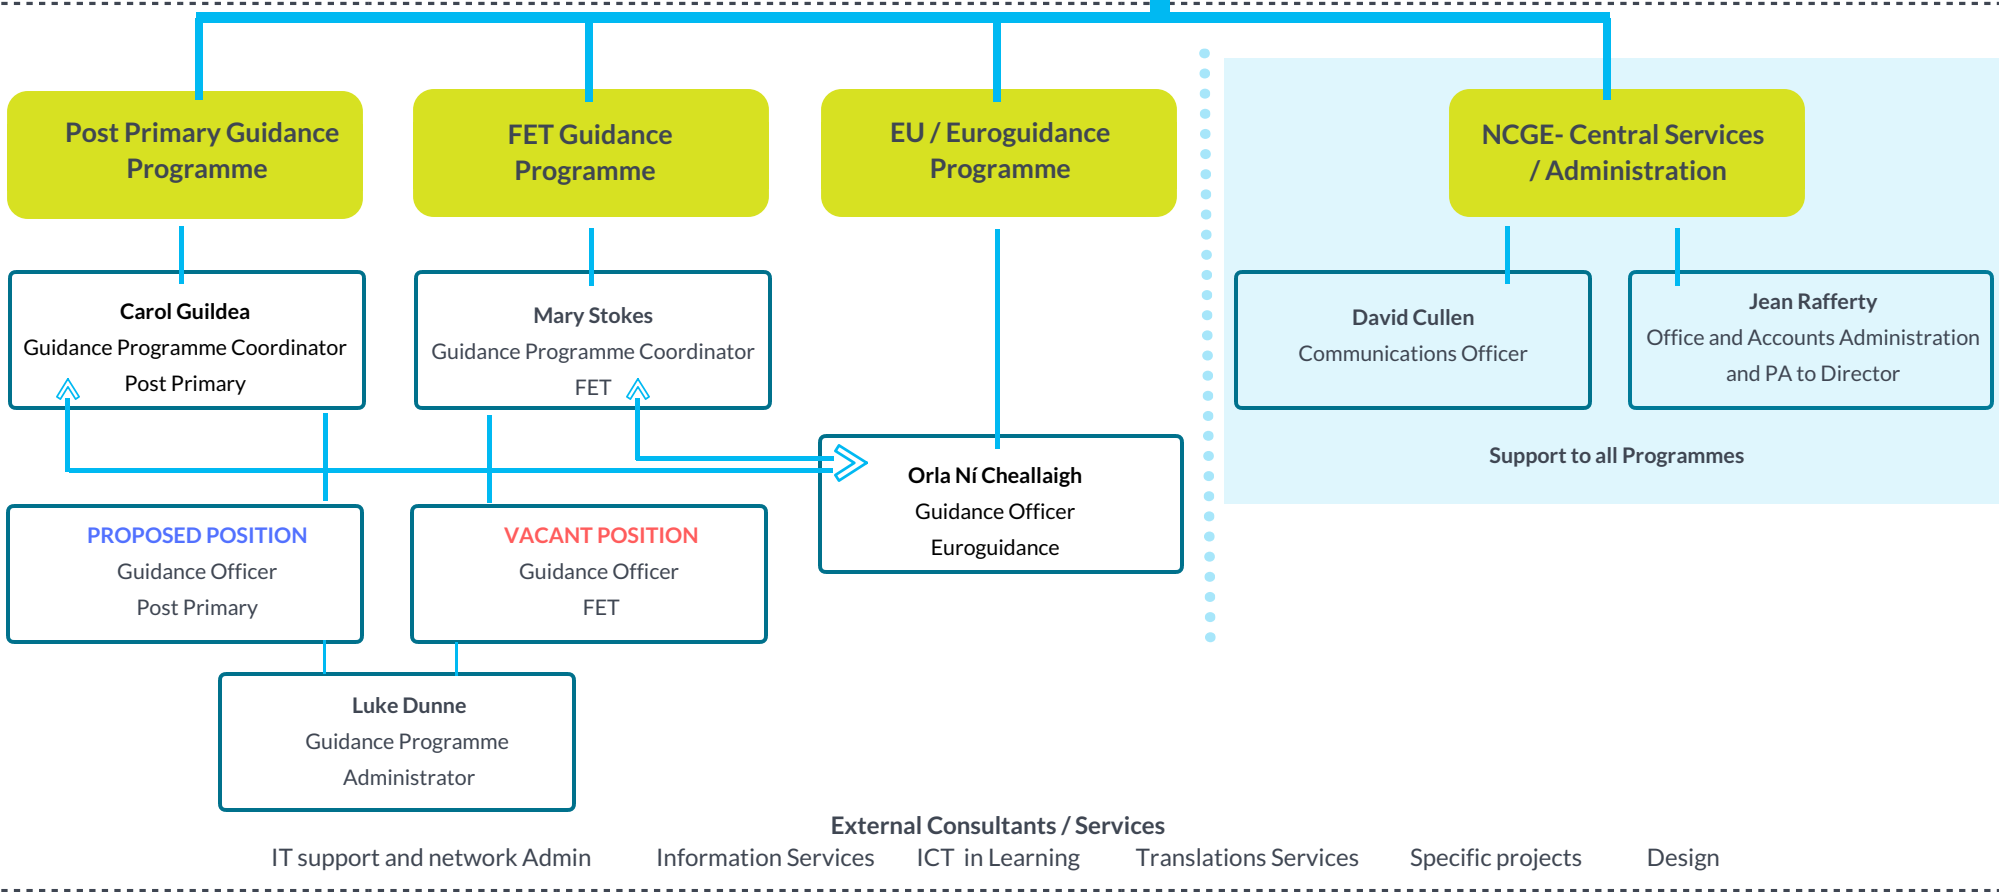 Post Primary Guidance
Programme
FET Guidance
Programme
EU / Euroguidance
Programme
NCGE- Central Services
/ Administration
Carol Guildea
Guidance Programme Coordinator
Post Primary
Mary Stokes
Guidance Programme Coordinator
FET
David Cullen
Communications Officer
Jean Rafferty
Office and Accounts Administration
and PA to Director
Support to all Programmes
Orla Ní Cheallaigh
Guidance Officer
Euroguidance
PROPOSED POSITION
Guidance Officer
Post Primary
VACANT POSITION
Guidance Officer
FET
Luke Dunne
Guidance Programme
Administrator
External Consultants / Services
IT support and network Admin Information Services ICT in Learning Translations Services Specific projects Design